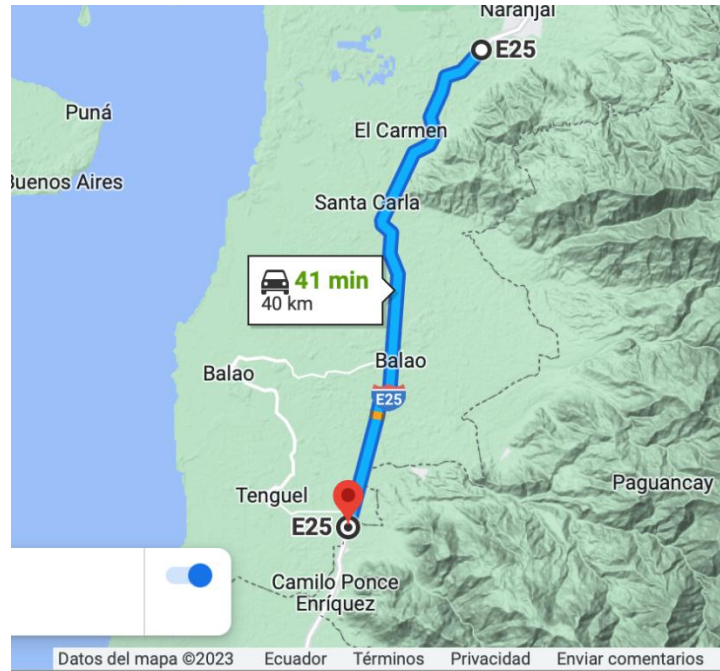 Naranjal
E25
Puná
El Carmen
Buenos Aires
Santa Carla
41 min
40 km
Balao
Balao
E25
Paguancay
Tenguel
E25
Camilo Ponce
Enríquez
Datos del mapa ©2023 Ecuador Términos Privacidad Enviar comentarios